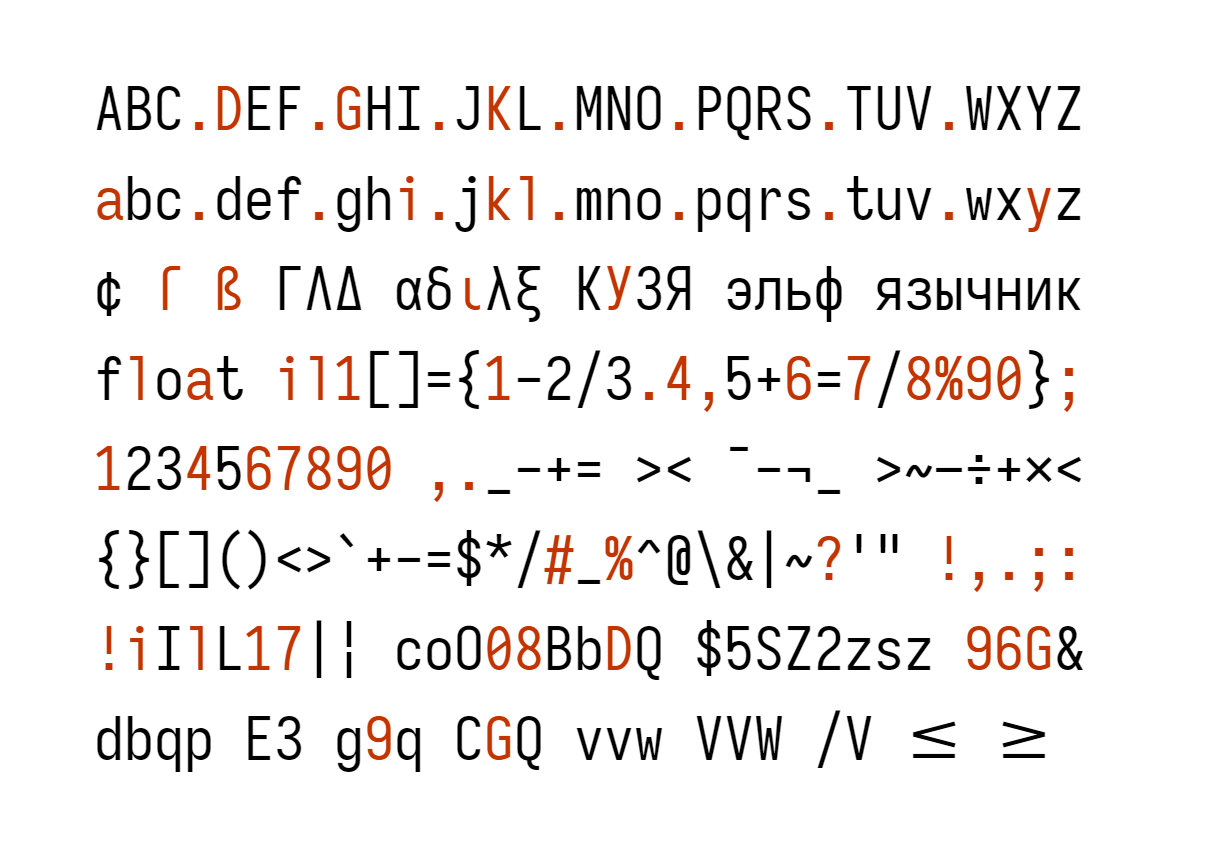 ABC.DEF.GHI.JKL.MNO.PQRS.TUV.WXYZ
abc.def.ghi.jkl.mno.pqrs.tuv.wxyz
¢ ſ ß ΓΛΔ αδιλξ КУЗЯ эльф язычник
float il1[]={1-2/3.4,5+6=7/8%90};
1234567890 ,._-+= >< ¯-¬_ >~–÷+×<
{}[]()<>`+-=$*/#_%^@\&|~?'" !,.;:
!iIlL17|¦ coO08BbDQ $5SZ2zsz 96G&
dbqp E3 g9q CGQ vvw VVW /V ≤ ≥